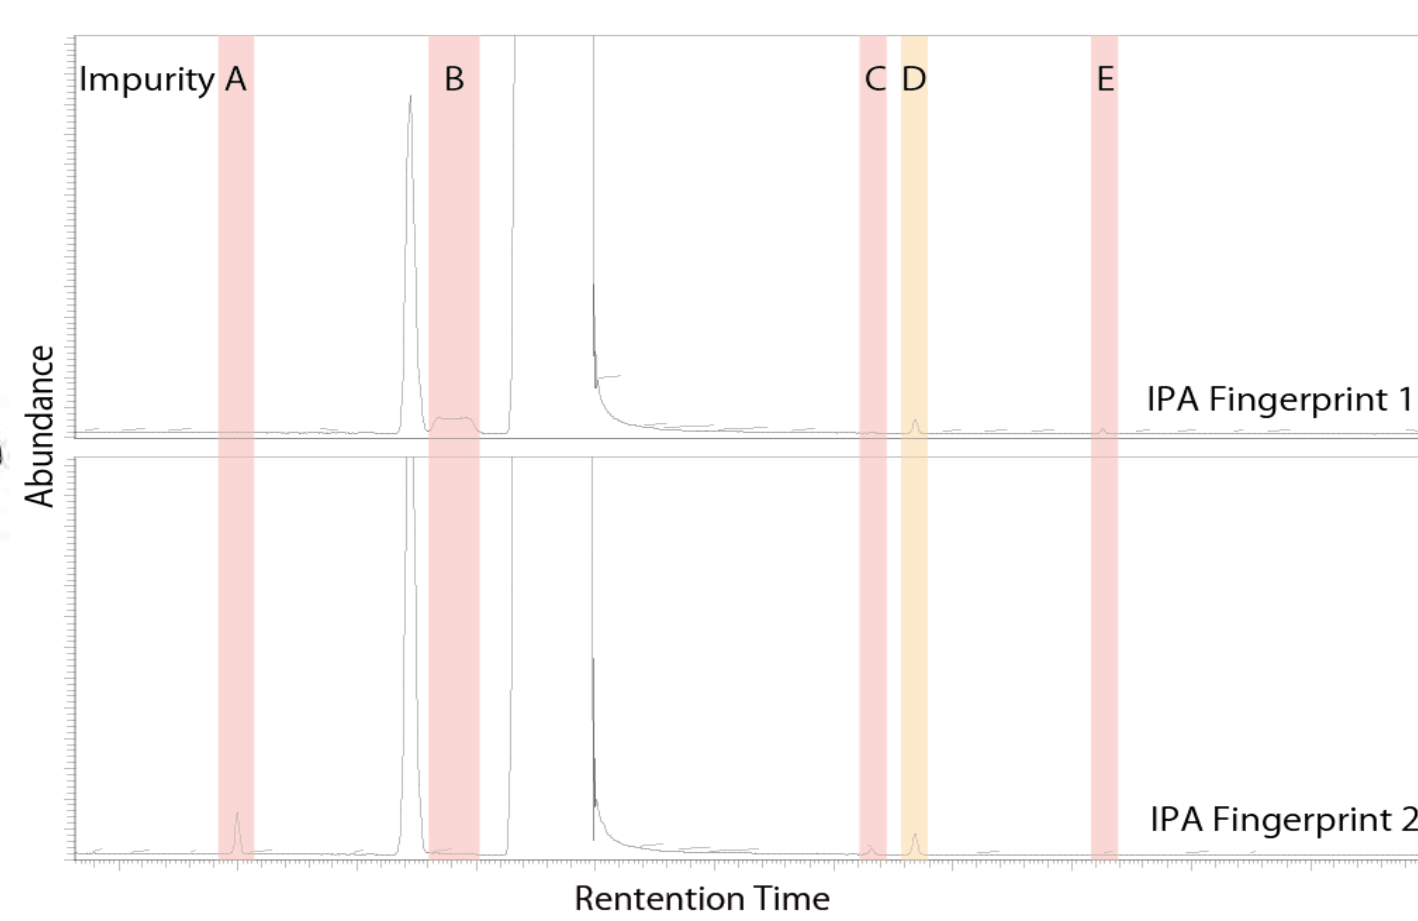 Impurity A B C D E
IPA Fingerprint 1
Abundance
IPA Fingerprint 2
Rentention Time